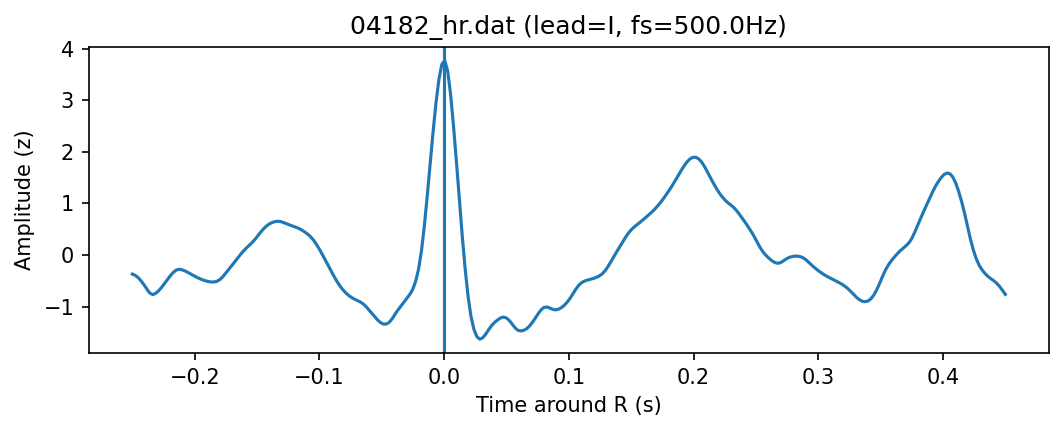 04182_hr.dat (lead=I, fs=500.0Hz)
Amplitude (z)
4
3
2
1
0
−1
−0.2 −0.1 0.0 0.1 0.2 0.3 0.4
Time around R (s)